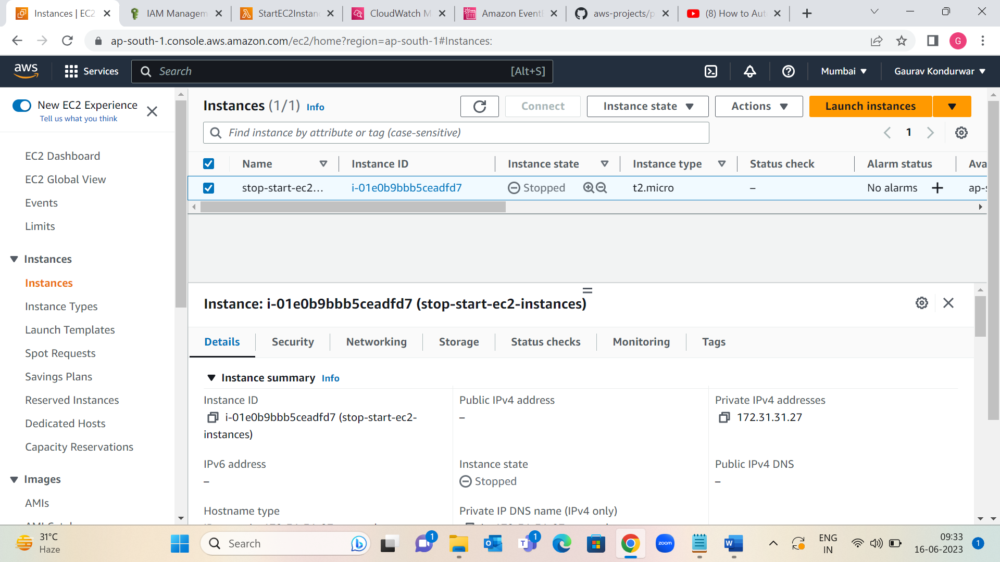 Instances | EC2
IAM Managem
StartEC2Instan
CloudWatch M
Amazon EventE
aws-projects/p
(8) How to Aut
ap-south-1.console.aws.amazon.com/ec2/home?region=ap-south-1#Instances:
G
aws
Services
Search
[Alt+S]
Mumbai
Gaurav Kondurwar
New EC2 Experience
Tell us what you think
EC2 Dashboard
EC2 Global View
Events
Limits
Instances
Instances
Instance Types
Launch Templates
Spot Requests
Savings Plans
Reserved Instances
Dedicated Hosts
Capacity Reservations
Images
AMIs
Instances (1/1) Info
Connect
Instance state
Actions
Launch instances
Find instance by attribute or tag (case-sensitive)
1
Name Instance ID Instance state Instance type Status check Alarm status Ava
stop-start-ec2... i-01e0b9bbb5ceadfd7 Stopped t2.micro – No alarms + ap-s
Instance: i-01e0b9bbb5ceadfd7 (stop-start-ec2-instances)
Details Security Networking Storage Status checks Monitoring Tags
Instance summary Info
Instance ID
i-01e0b9bbb5ceadfd7 (stop-start-ec2-
instances)
Public IPv4 address
–
Private IPv4 addresses
172.31.31.27
IPv6 address
–
Instance state
Stopped
Public IPv4 DNS
–
Hostname type
Private IP DNS name (IPv4 only)
31°C
Haze
Search
1
1
zoom
ENG
IN
09:33
16-06-2023
1